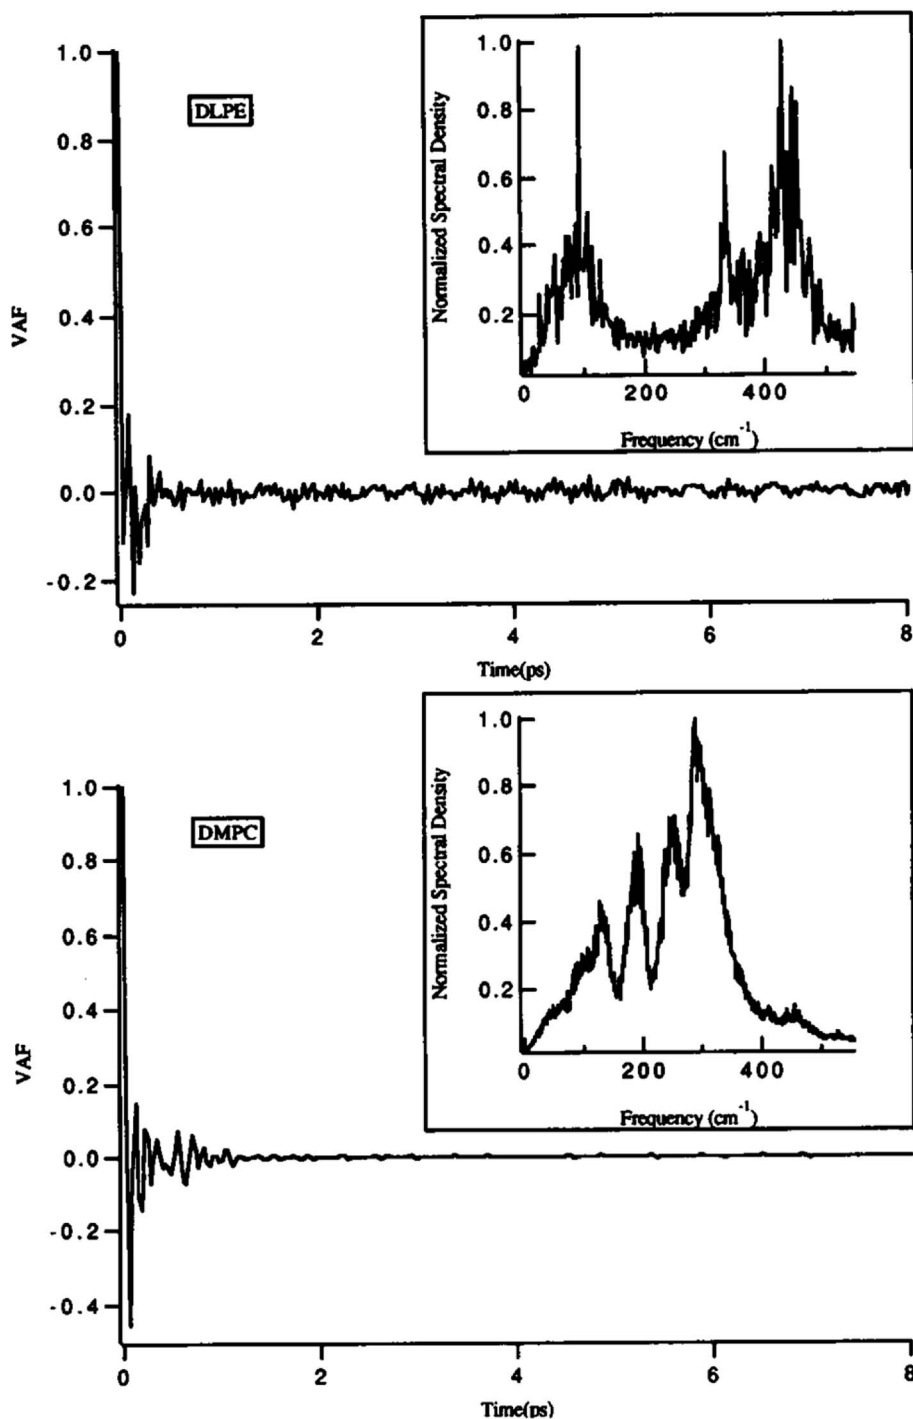 DLPE
VAF
1.0
0.8
0.6
0.4
0.2
0.0
-0.2
0 2 4 6 8
Time(ps)
Normalized Spectral Density
1.0
0.8
0.6
0.4
0.2
0 200 400
Frequency (cm⁻¹)
DMPC
VAF
1.0
0.8
0.6
0.4
0.2
0.0
-0.2
-0.4
0 2 4 6 8
Time(ps)
Normalized Spectral Density
1.0
0.8
0.6
0.4
0.2
0 200 400
Frequency (cm⁻¹)